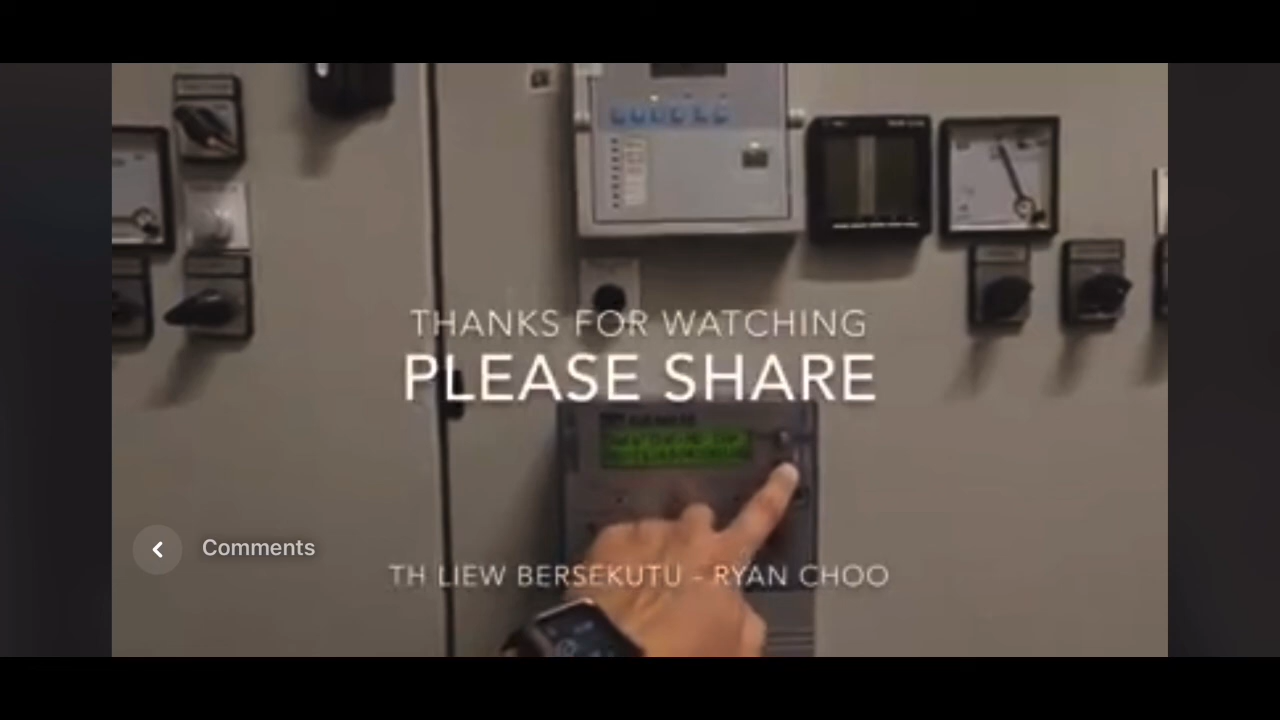 THANKS FOR WATCHING
PLEASE SHARE
Comments
TH LIEW BERSEKUTU - RYAN CHOO